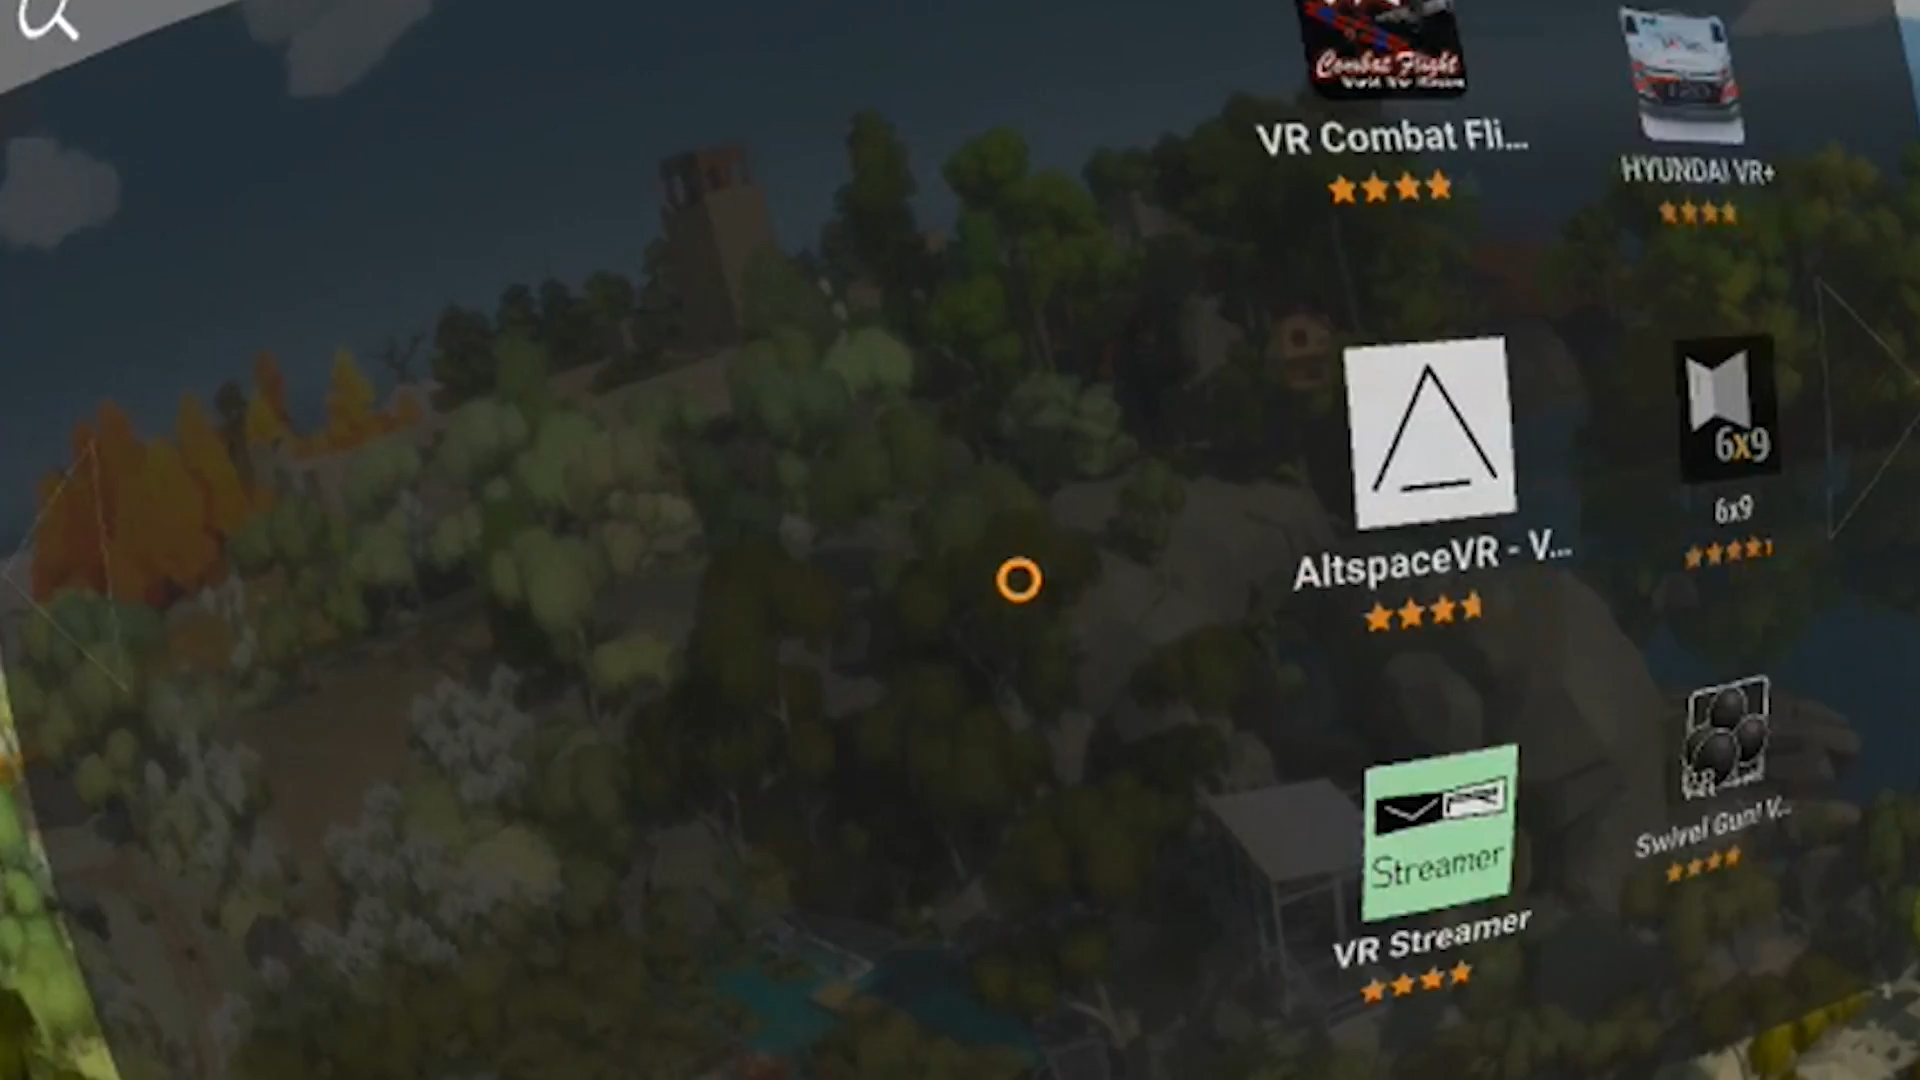 Combat Flight
VR Combat Fli...
HYUNDAI VR+
AltspaceVR - V...
6x9
6x9
Streamer
VR Streamer
Swivel Gun! V...